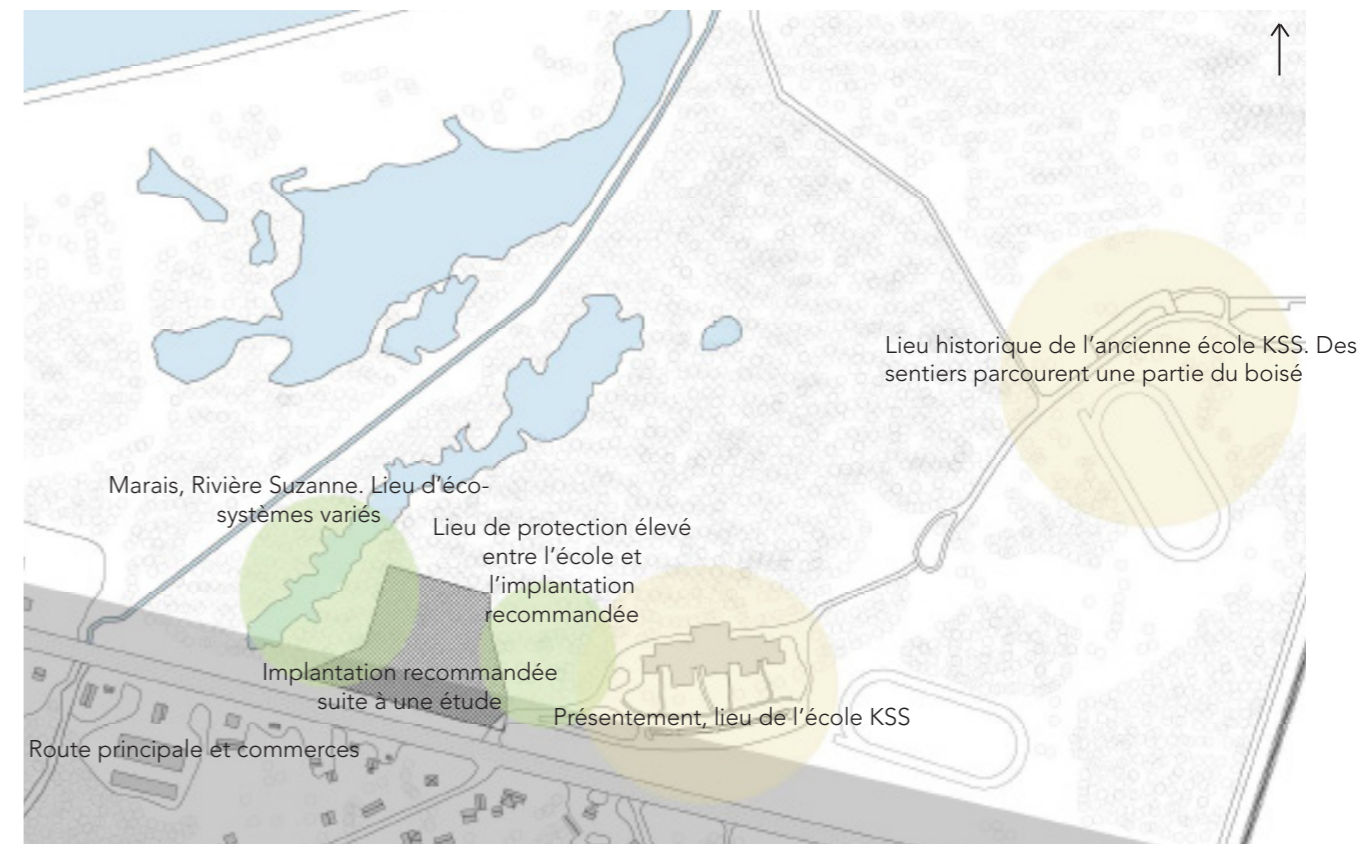 Lieu historique de l'ancienne école KSS. Des
sentiers parcourent une partie du boisé
Marais, Rivière Suzanne. Lieu d'éco-
systèmes variés
Lieu de protection élevé
entre l'école et
l'implantation
recommandée
Implantation recommandée
suite à une étude
Présentement, lieu de l'école KSS
Route principale et commerces